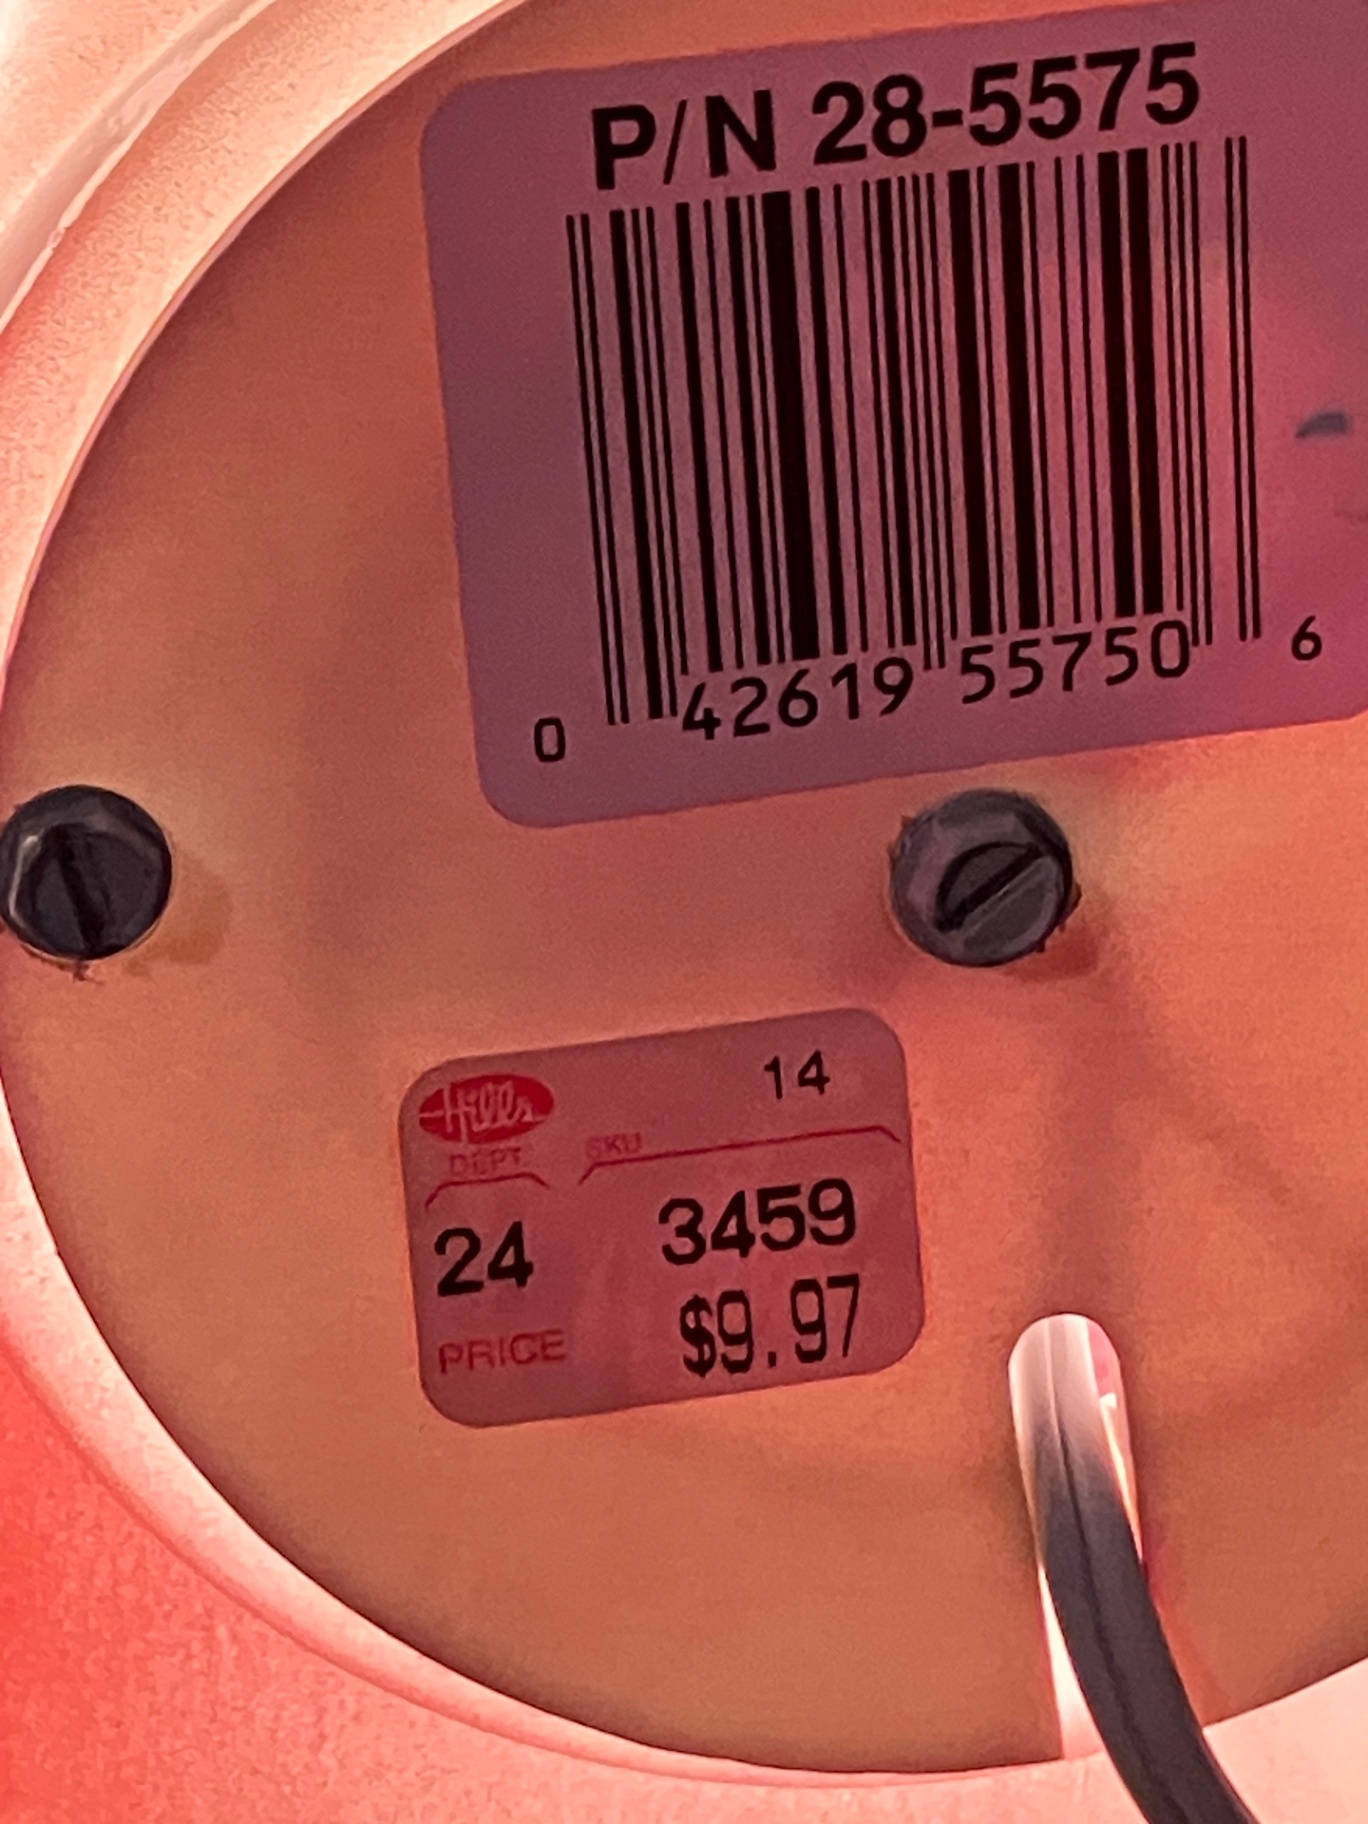 P/N 28-5575
0 42619 55750 6
Hills 14
DEPT SKU
24 3459
PRICE $9.97